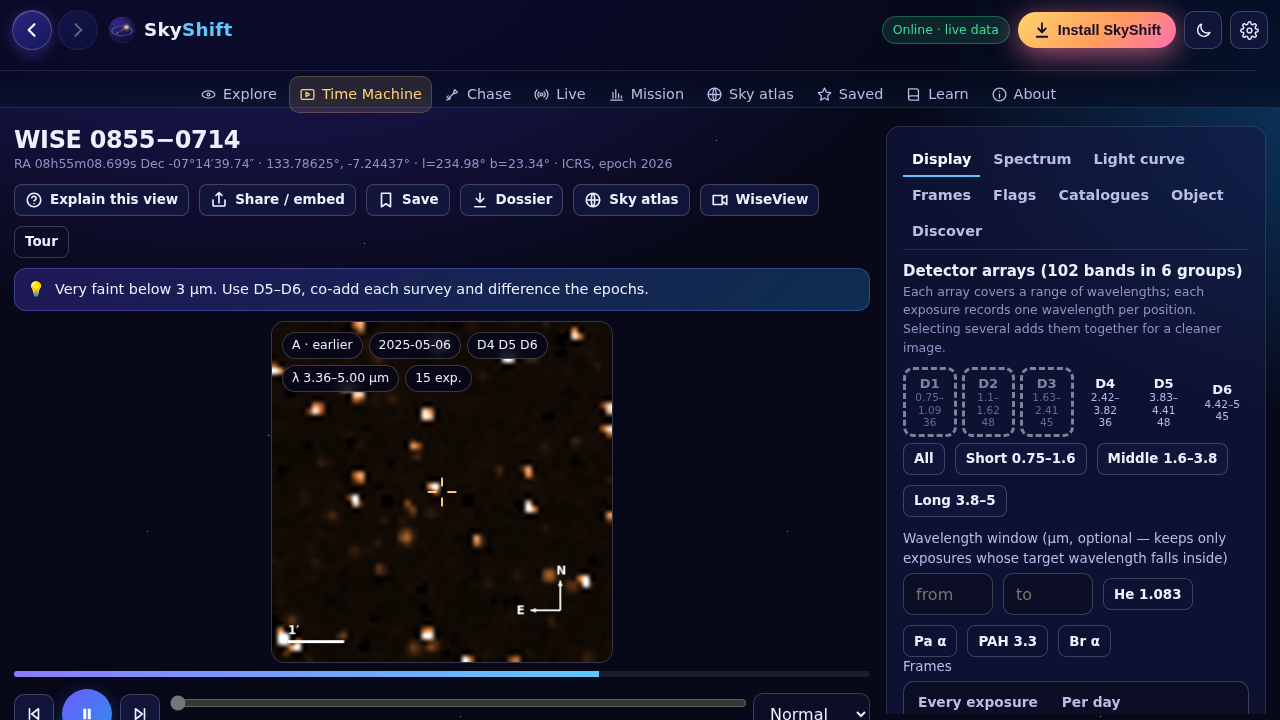 SkyShift
Online · live data
Install SkyShift
Explore
Time Machine
Chase
Live
Mission
Sky atlas
Saved
Learn
About
WISE 0855−0714
RA 08h55m08.699s Dec -07°14′39.74″ · 133.78625°, -7.24437° · l=234.98° b=23.34° · ICRS, epoch 2026
Explain this view
Share / embed
Save
Dossier
Sky atlas
WiseView
Tour
💡 Very faint below 3 µm. Use D5–D6, co-add each survey and difference the epochs.
A · earlier
2025-05-06
D4 D5 D6
λ 3.36–5.00 µm
15 exp.
N
E
1′
Normal
Display
Spectrum
Light curve
Frames
Flags
Catalogues
Object
Discover
Detector arrays (102 bands in 6 groups)
Each array covers a range of wavelengths; each
exposure records one wavelength per position.
Selecting several adds them together for a cleaner
image.
D1
0.75–
1.09
36
D2
1.1–
1.62
48
D3
1.63–
2.41
45
D4
2.42–
3.82
36
D5
3.83–
4.41
48
D6
4.42–5
45
All
Short 0.75–1.6
Middle 1.6–3.8
Long 3.8–5
Wavelength window (µm, optional — keeps only
exposures whose target wavelength falls inside)
from
to
He 1.083
Pa α
PAH 3.3
Br α
Frames
Every exposure
Per day